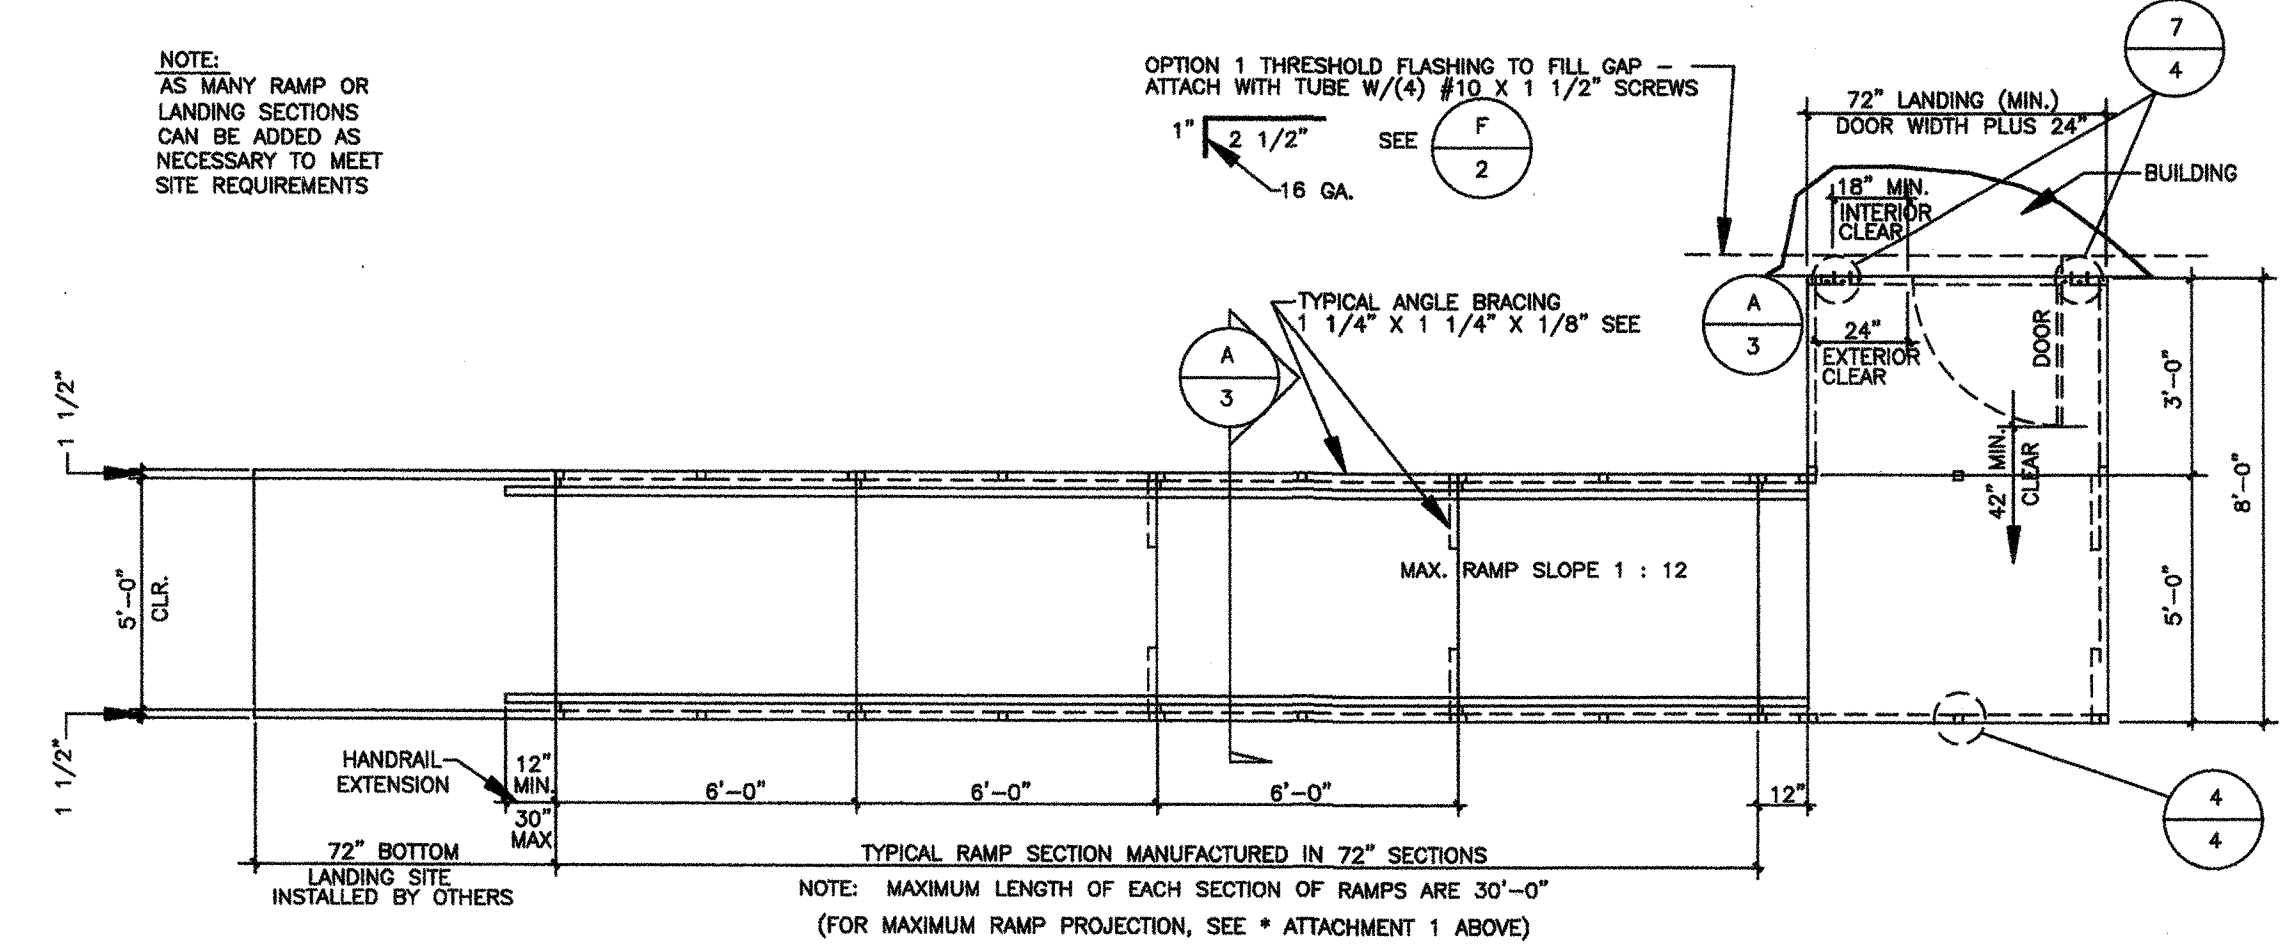 NOTE:
AS MANY RAMP OR
LANDING SECTIONS
CAN BE ADDED AS
NECESSARY TO MEET
SITE REQUIREMENTS
OPTION 1 THRESHOLD FLASHING TO FILL GAP –
ATTACH WITH TUBE W/(4) #10 X 1 1/2" SCREWS
1"
2 1/2"
16 GA.
SEE
F
2
7
4
72" LANDING (MIN.)
DOOR WIDTH PLUS 24"
BUILDING
18" MIN.
INTERIOR
CLEAR
A
3
24"
EXTERIOR
CLEAR
DOOR
42" MIN.
CLEAR
3'-0"
5'-0"
8'-0"
TYPICAL ANGLE BRACING
1 1/4" X 1 1/4" X 1/8" SEE
A
3
1 1/2"
5'-0"
CLR.
1 1/2"
MAX. RAMP SLOPE 1 : 12
HANDRAIL
EXTENSION
12"
MIN.
30"
MAX
6'-0"
6'-0"
6'-0"
12"
4
4
72" BOTTOM
LANDING SITE
INSTALLED BY OTHERS
TYPICAL RAMP SECTION MANUFACTURED IN 72" SECTIONS
NOTE: MAXIMUM LENGTH OF EACH SECTION OF RAMPS ARE 30'-0"
(FOR MAXIMUM RAMP PROJECTION, SEE * ATTACHMENT 1 ABOVE)